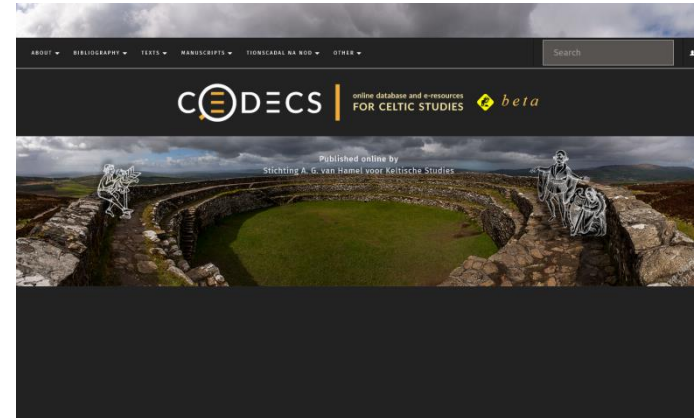 ABOUT BIBLIOGRAPHY TEXTS MANUSCRIPTS TIONSCADAL NA NOD OTHER Search
CODECS online database and e-resources
FOR CELTIC STUDIES beta
Published online by
Stichting A. G. van Hamel voor Keltische Studies